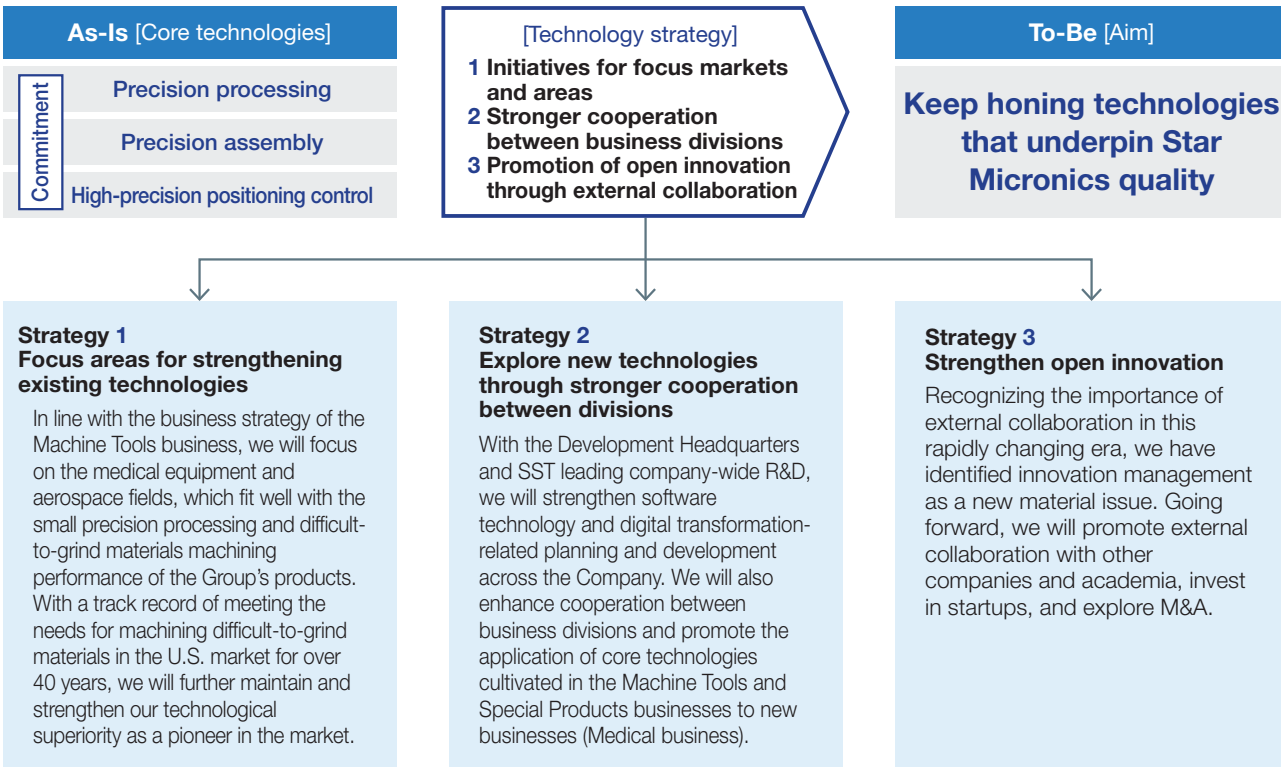 As-Is [Core technologies]
Commitment
Precision processing
Precision assembly
High-precision positioning control
[Technology strategy]
1 Initiatives for focus markets
and areas
2 Stronger cooperation
between business divisions
3 Promotion of open innovation
through external collaboration
To-Be [Aim]
Keep honing technologies
that underpin Star
Micronics quality
Strategy 1
Focus areas for strengthening
existing technologies
In line with the business strategy of the
Machine Tools business, we will focus
on the medical equipment and
aerospace fields, which fit well with the
small precision processing and difficult-
to-grind materials machining
performance of the Group's products.
With a track record of meeting the
needs for machining difficult-to-grind
materials in the U.S. market for over
40 years, we will further maintain and
strengthen our technological
superiority as a pioneer in the market.
Strategy 2
Explore new technologies
through stronger cooperation
between divisions
With the Development Headquarters
and SST leading company-wide R&D,
we will strengthen software
technology and digital transformation-
related planning and development
across the Company. We will also
enhance cooperation between
business divisions and promote the
application of core technologies
cultivated in the Machine Tools and
Special Products businesses to new
businesses (Medical business).
Strategy 3
Strengthen open innovation
Recognizing the importance of
external collaboration in this
rapidly changing era, we have
identified innovation management
as a new material issue. Going
forward, we will promote external
collaboration with other
companies and academia, invest
in startups, and explore M&A.